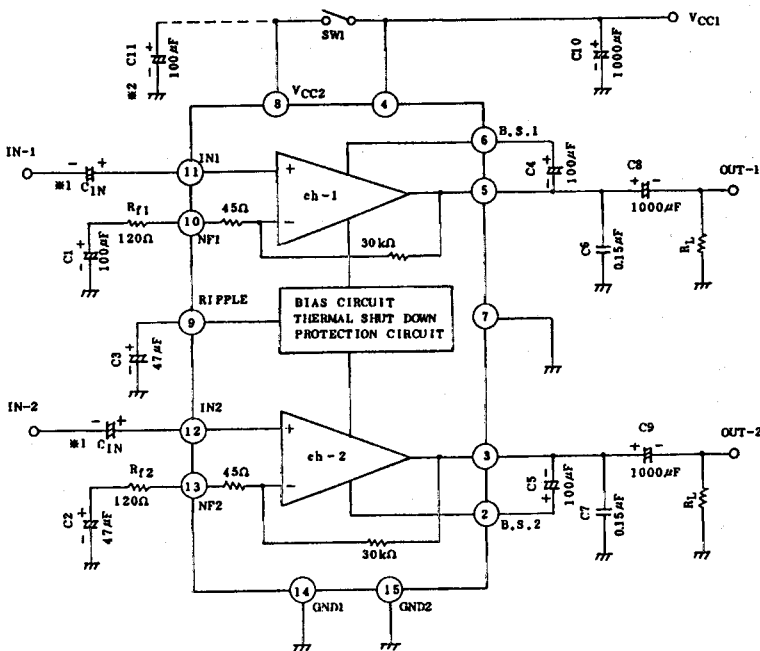 VCC1
SW1
※2 C11
100µF
C10
1000µF
8
VCC2
4
6
B.S.1
IN-1
※1 CIN
11
IN1
ch-1
5
C4
100µF
C8
1000µF
OUT-1
10
NF1
Rf1
120Ω
45Ω
30kΩ
C1
100µF
C6
0.15µF
RL
RIPPLE
9
BIAS CIRCUIT
THERMAL SHUT DOWN
PROTECTION CIRCUIT
7
C3
47µF
IN-2
※1 CIN
12
IN2
ch-2
3
C9
1000µF
OUT-2
13
NF2
Rf2
120Ω
45Ω
30kΩ
C2
47µF
2
B.S.2
C5
100µF
C7
0.15µF
RL
14
GND1
15
GND2